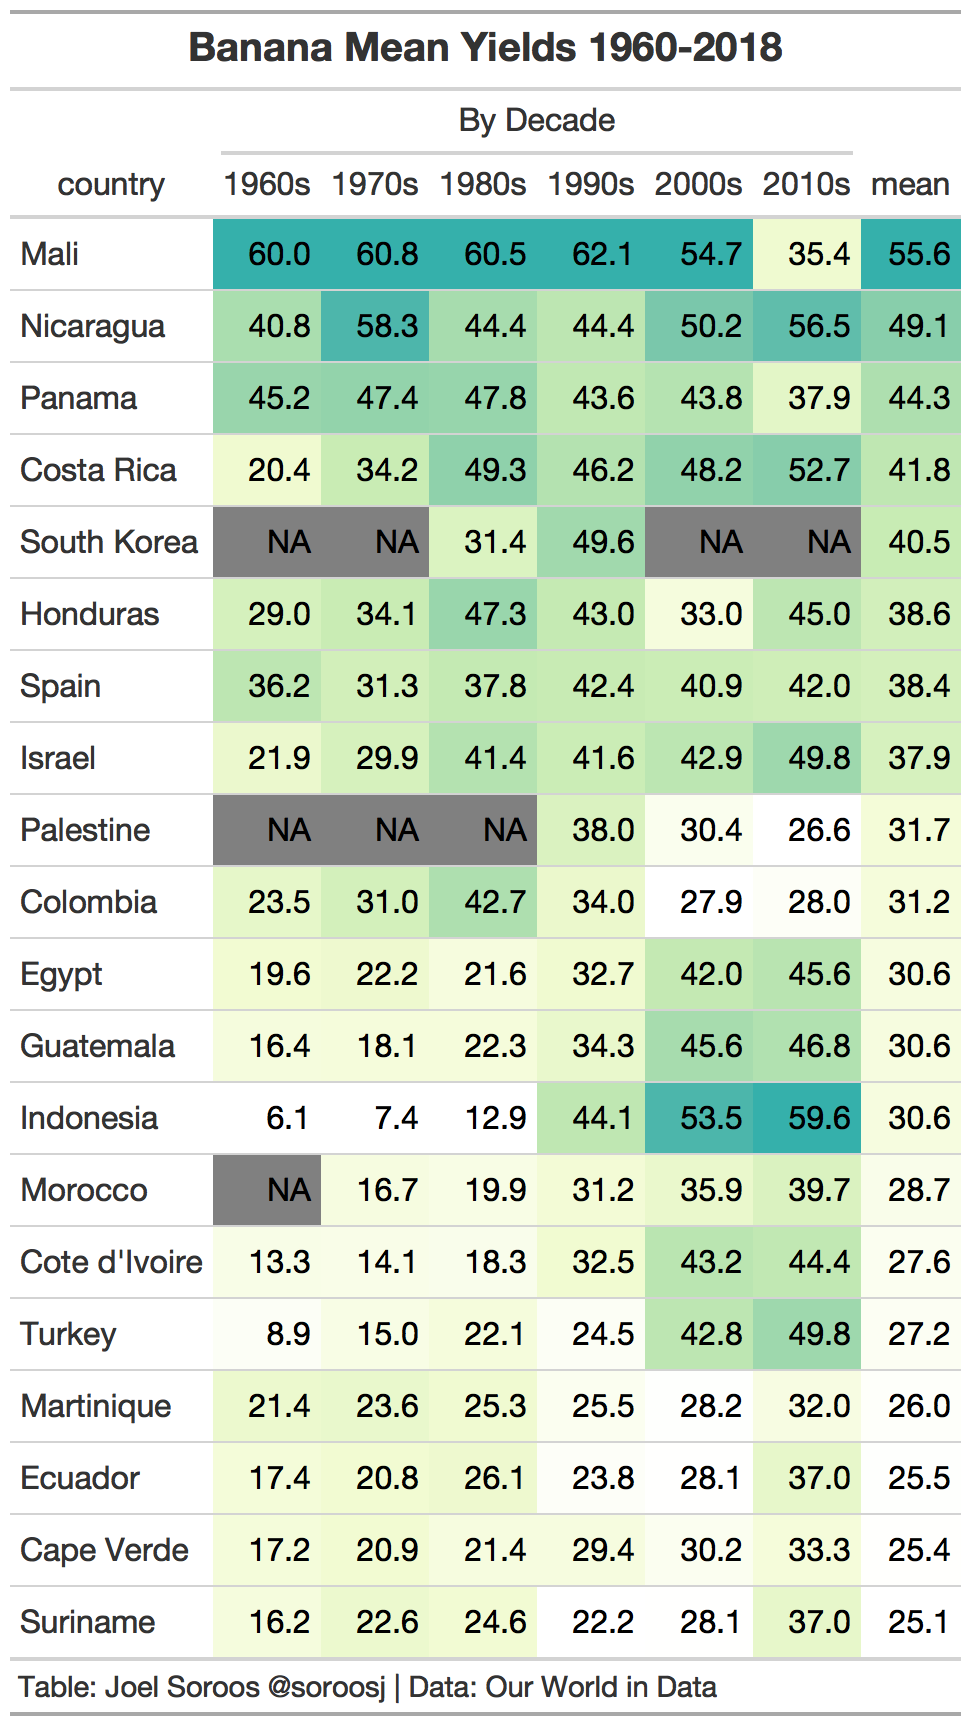 Banana Mean Yields 1960-2018
By Decade
country 1960s 1970s 1980s 1990s 2000s 2010s mean
Mali 60.0 60.8 60.5 62.1 54.7 35.4 55.6
Nicaragua 40.8 58.3 44.4 44.4 50.2 56.5 49.1
Panama 45.2 47.4 47.8 43.6 43.8 37.9 44.3
Costa Rica 20.4 34.2 49.3 46.2 48.2 52.7 41.8
South Korea NA NA 31.4 49.6 NA NA 40.5
Honduras 29.0 34.1 47.3 43.0 33.0 45.0 38.6
Spain 36.2 31.3 37.8 42.4 40.9 42.0 38.4
Israel 21.9 29.9 41.4 41.6 42.9 49.8 37.9
Palestine NA NA NA 38.0 30.4 26.6 31.7
Colombia 23.5 31.0 42.7 34.0 27.9 28.0 31.2
Egypt 19.6 22.2 21.6 32.7 42.0 45.6 30.6
Guatemala 16.4 18.1 22.3 34.3 45.6 46.8 30.6
Indonesia 6.1 7.4 12.9 44.1 53.5 59.6 30.6
Morocco NA 16.7 19.9 31.2 35.9 39.7 28.7
Cote d'Ivoire 13.3 14.1 18.3 32.5 43.2 44.4 27.6
Turkey 8.9 15.0 22.1 24.5 42.8 49.8 27.2
Martinique 21.4 23.6 25.3 25.5 28.2 32.0 26.0
Ecuador 17.4 20.8 26.1 23.8 28.1 37.0 25.5
Cape Verde 17.2 20.9 21.4 29.4 30.2 33.3 25.4
Suriname 16.2 22.6 24.6 22.2 28.1 37.0 25.1
Table: Joel Soroos @soroosj | Data: Our World in Data